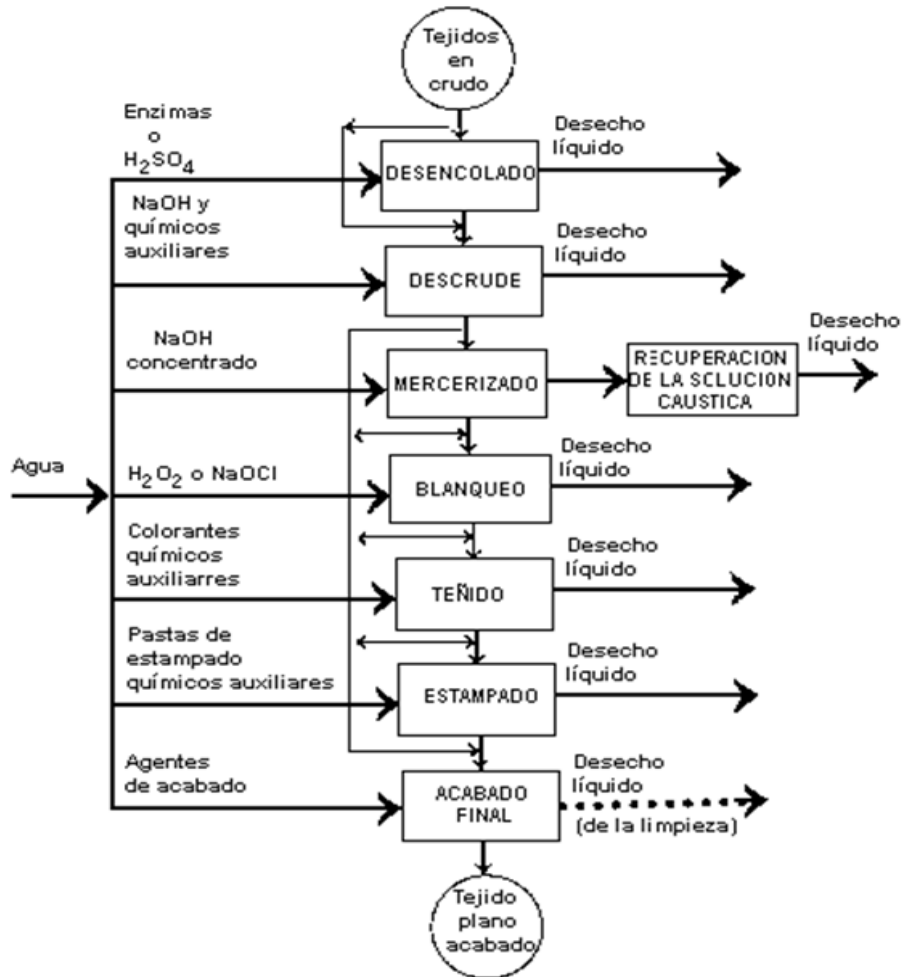 Tejidos
en
crudo
Enzimas
o
H₂SO₄
DESENCOLADO
Desecho
líquido
NaOH y
químicos
auxiliares
DESCRUDE
Desecho
líquido
NaOH
concentrado
MERCERIZADO
RECUPERACION
DE LA SOLUCION
CAUSTICA
Desecho
líquido
Agua
H₂O₂ o NaOCl
BLANQUEO
Desecho
líquido
Colorantes
químicos
auxiliarres
TEÑIDO
Desecho
líquido
Pastas de
estampado
químicos auxiliares
ESTAMPADO
Desecho
líquido
Agentes
de acabado
ACABADO
FINAL
Desecho
líquido
(de la limpieza)
Tejido
plano
acabado